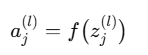 a_j^{(l)} = f(z_j^{(l)})